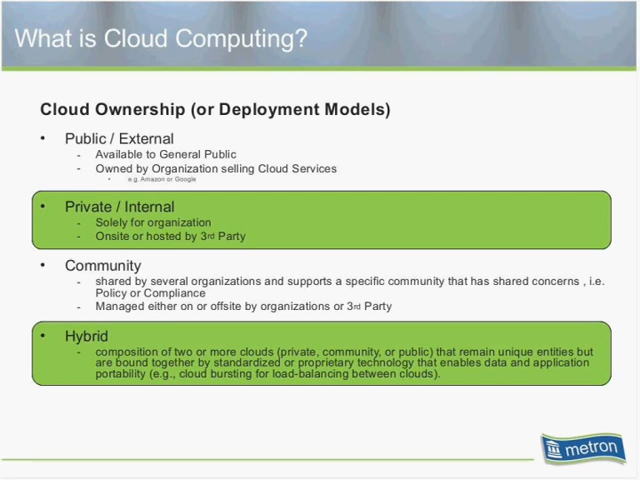 What is Cloud Computing?
Cloud Ownership (or Deployment Models)
• Public / External
- Available to General Public
- Owned by Organization selling Cloud Services
• e.g. Amazon or Google
• Private / Internal
- Solely for organization
- Onsite or hosted by 3rd Party
• Community
- shared by several organizations and supports a specific community that has shared concerns , i.e.
Policy or Compliance
- Managed either on or offsite by organizations or 3rd Party
• Hybrid
- composition of two or more clouds (private, community, or public) that remain unique entities but
are bound together by standardized or proprietary technology that enables data and application
portability (e.g., cloud bursting for load-balancing between clouds).
metron